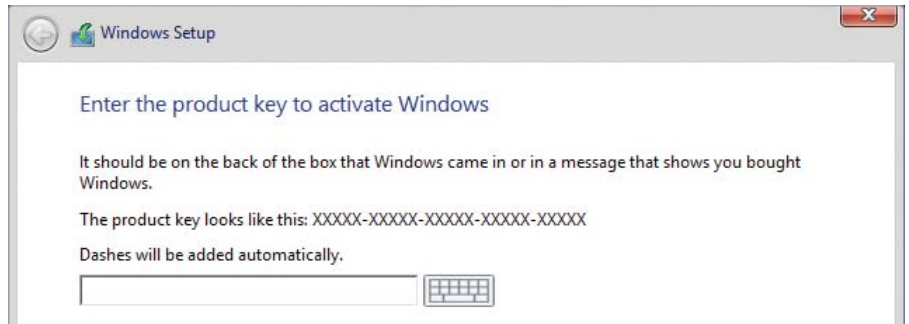 Windows Setup
Enter the product key to activate Windows
It should be on the back of the box that Windows came in or in a message that shows you bought
Windows.
The product key looks like this: XXXXX-XXXXX-XXXXX-XXXXX-XXXXX
Dashes will be added automatically.